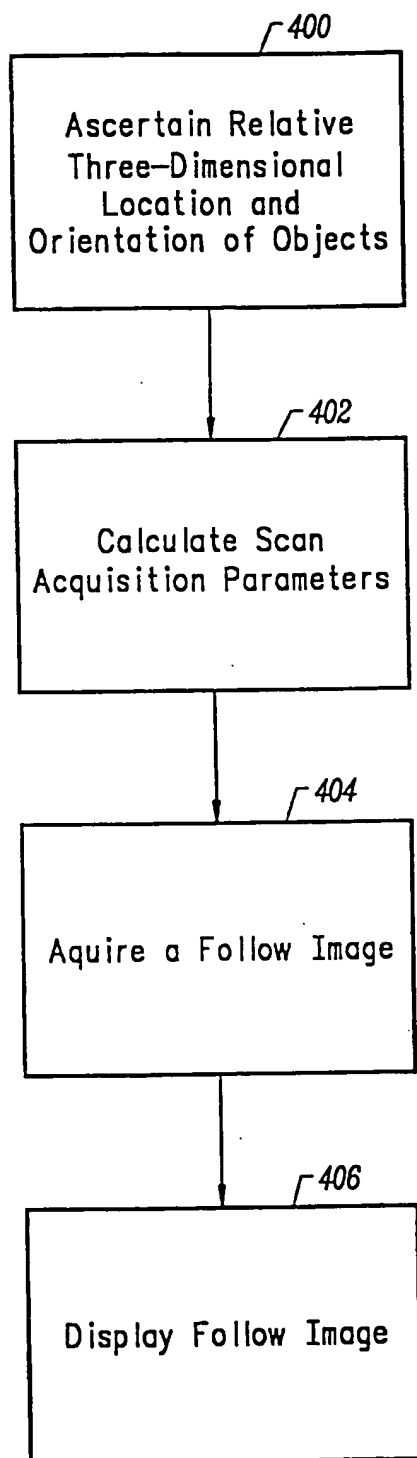 400
Ascertain Relative
Three-Dimensional
Location and
Orientation of Objects
402
Calculate Scan
Acquisition Parameters
404
Aquire a Follow Image
406
Display Follow Image